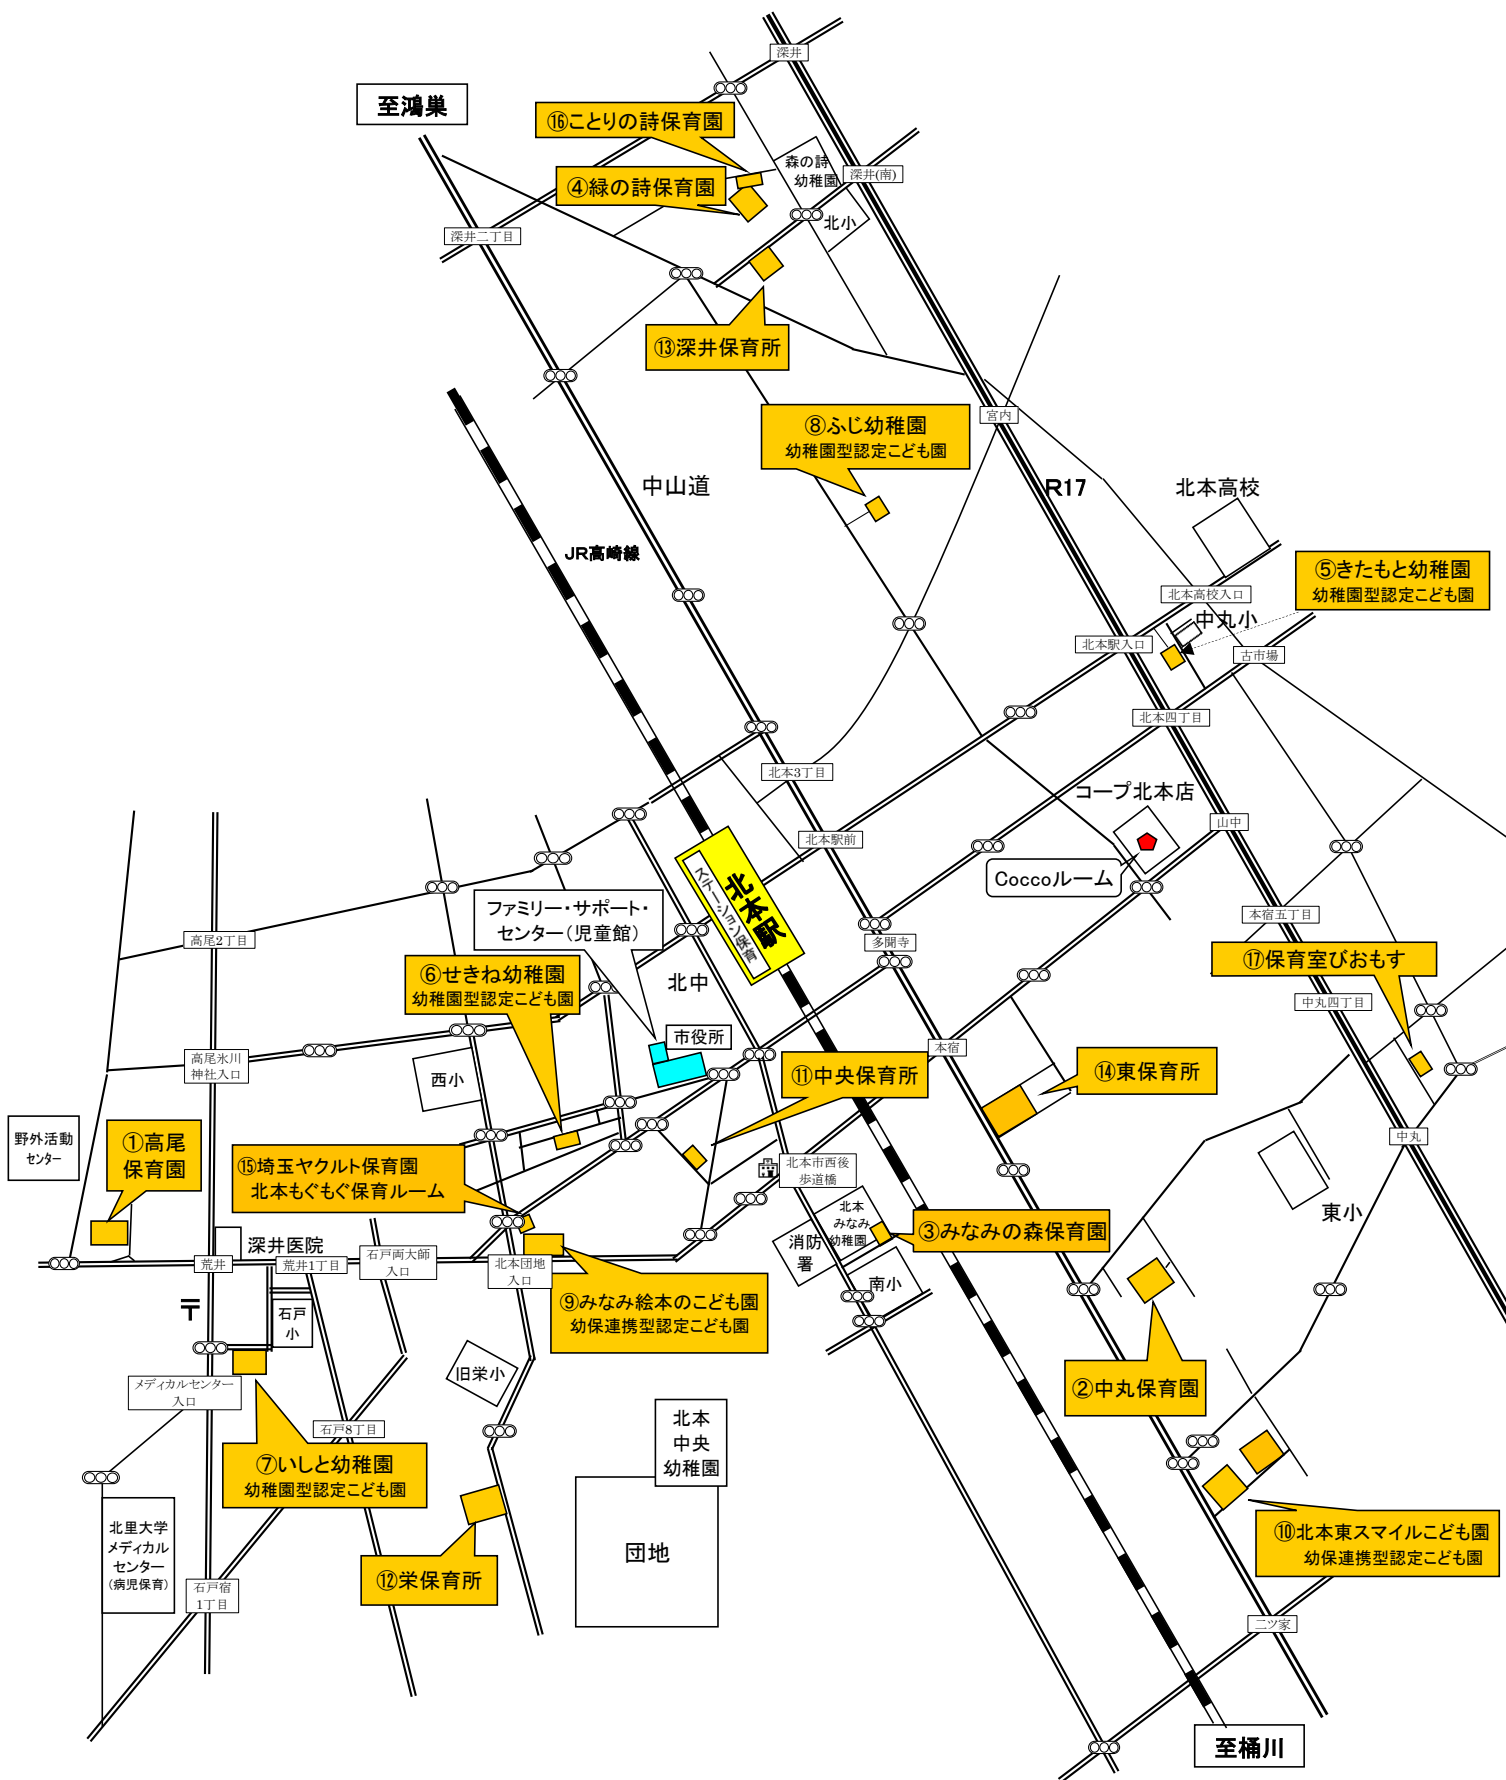 深井
至鴻巣
⑯ことりの詩保育園
森の詩
幼稚園
深井(南)
④緑の詩保育園
北小
深井二丁目
⑬深井保育所
宮内
⑧ふじ幼稚園
幼稚園型認定こども園
中山道
R17
北本高校
JR高崎線
⑤きたもと幼稚園
幼稚園型認定こども園
北本高校入口
中丸小
北本駅入口
古市場
北本四丁目
北本3丁目
コープ北本店
山中
北本駅前
Coccoルーム
北本駅
ステーション保育
ファミリー・サポート・
センター(児童館)
本宿五丁目
高尾2丁目
多聞寺
⑰保育室びおもす
⑥せきね幼稚園
幼稚園型認定こども園
北中
中丸四丁目
市役所
本宿
高尾氷川
神社入口
西小
⑪中央保育所
⑭東保育所
野外活動
センター
①高尾
保育園
中丸
⑮埼玉ヤクルト保育園
北本もぐもぐ保育ルーム
北本市西後
歩道橋
東小
北本
みなみ
幼稚園
③みなみの森保育園
消防
署
深井医院
石戸両大師
入口
荒井
荒井1丁目
北本団地
入口
南小
〒
石戸
小
⑨みなみ絵本のこども園
幼保連携型認定こども園
旧栄小
②中丸保育園
メディカルセンター
入口
北本
中央
幼稚園
石戸8丁目
⑦いしと幼稚園
幼稚園型認定こども園
北里大学
メディカル
センター
(病児保育)
⑩北本東スマイルこども園
幼保連携型認定こども園
団地
⑫栄保育所
石戸宿
1丁目
二ツ家
至桶川